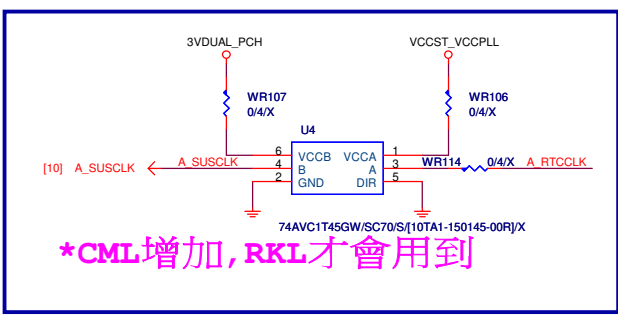 3VDUAL_PCH VCCST_VCCPLL
WR107 WR106
0/4/X 0/4/X
U4
6 VCCB VCCA 1
[10] A_SUSCLK A_SUSCLK 4 B A 3 WR114 0/4/X A_RTCCLK
2 GND DIR 5
74AVC1T45GW/SC70/S/[10TA1-150145-00R]/X
*CML增加,RKL才會用到